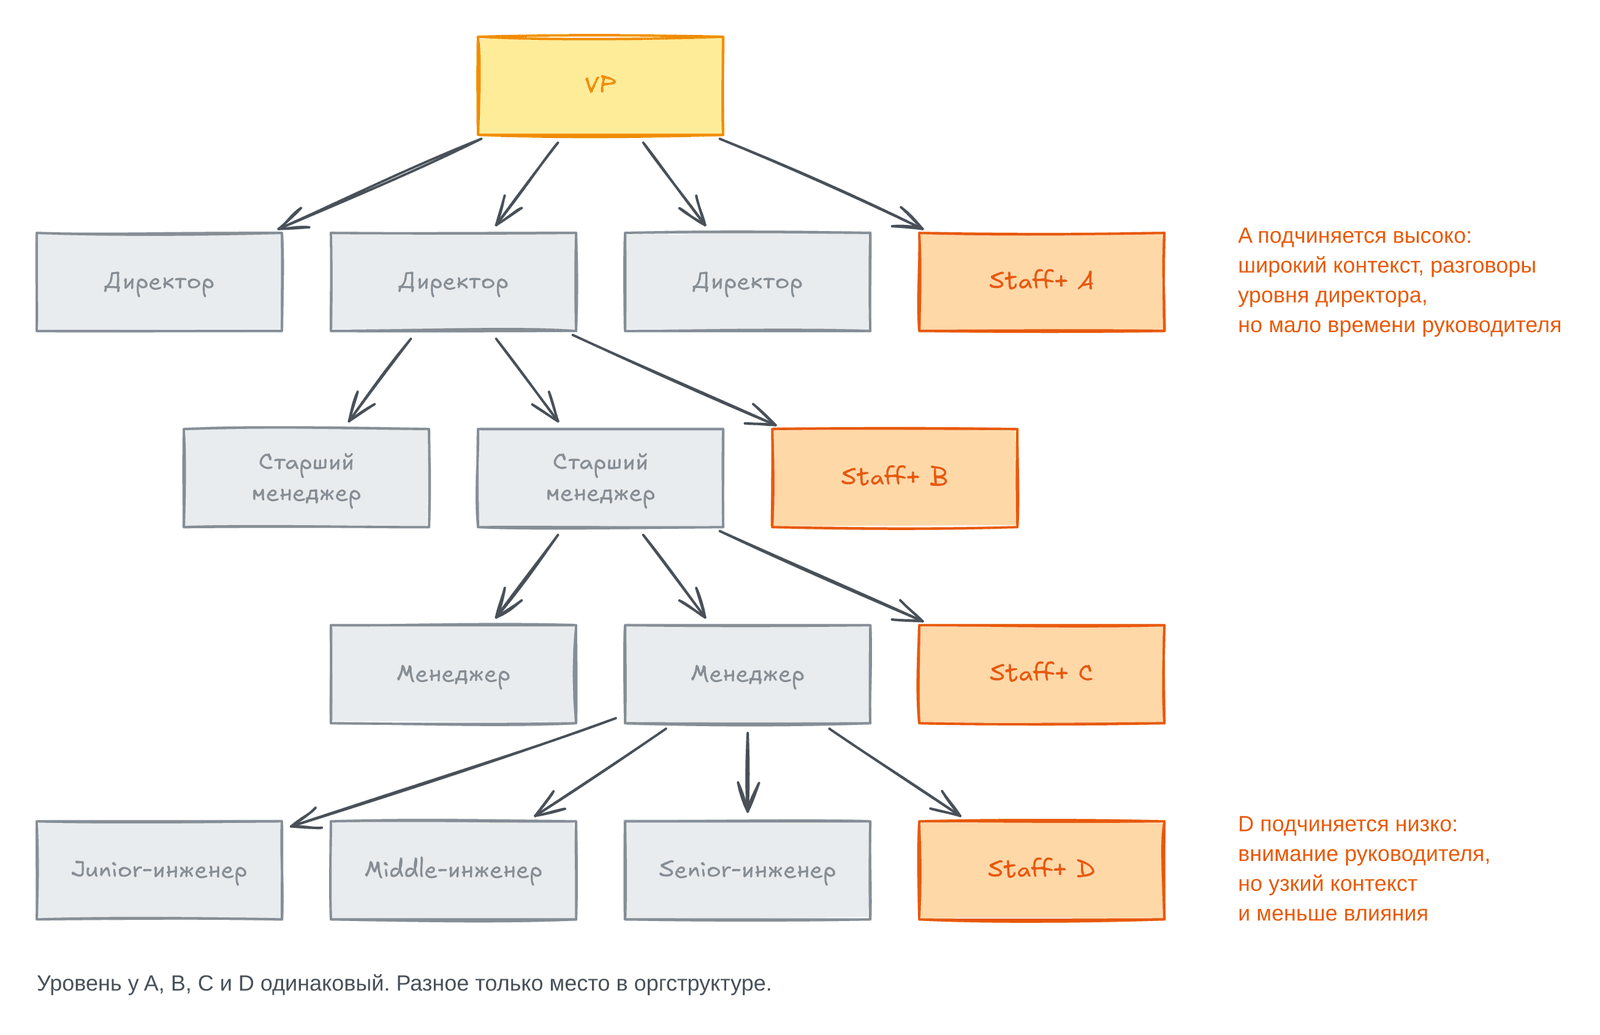 VP
Директор
Директор
Директор
Staff+ A
А подчиняется высоко:
широкий контекст, разговоры
уровня директора,
но мало времени руководителя
Старший
менеджер
Старший
менеджер
Staff+ B
Менеджер
Менеджер
Staff+ C
Junior-инженер
Middle-инженер
Senior-инженер
Staff+ D
D подчиняется низко:
внимание руководителя,
но узкий контекст
и меньше влияния
Уровень у A, B, C и D одинаковый. Разное только место в оргструктуре.